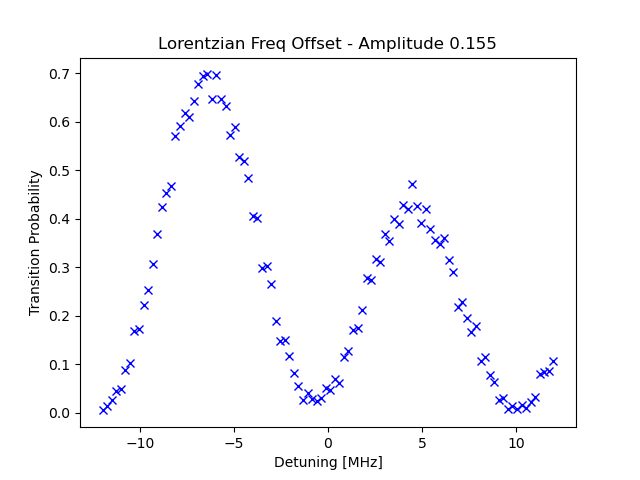 Lorentzian Freq Offset - Amplitude 0.155
0.7
0.6
0.5
0.4
0.3
0.2
0.1
0.0
Transition Probability
−10 −5 0 5 10
Detuning [MHz]